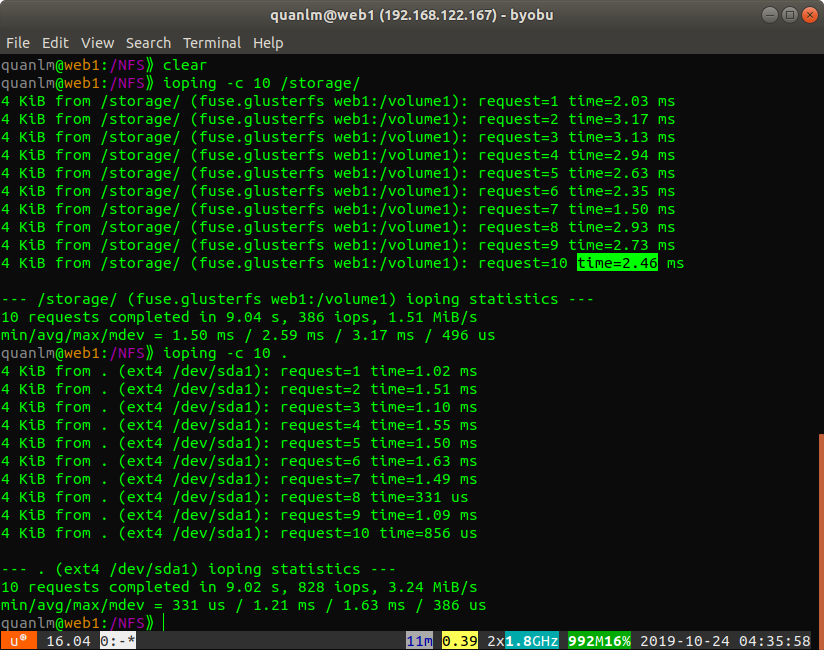 quanlm@web1 (192.168.122.167) - byobu
File Edit View Search Terminal Help
quanlm@web1:/NFS⟫ clear
quanlm@web1:/NFS⟫ ioping -c 10 /storage/
4 KiB from /storage/ (fuse.glusterfs web1:/volume1): request=1 time=2.03 ms
4 KiB from /storage/ (fuse.glusterfs web1:/volume1): request=2 time=3.17 ms
4 KiB from /storage/ (fuse.glusterfs web1:/volume1): request=3 time=3.13 ms
4 KiB from /storage/ (fuse.glusterfs web1:/volume1): request=4 time=2.94 ms
4 KiB from /storage/ (fuse.glusterfs web1:/volume1): request=5 time=2.63 ms
4 KiB from /storage/ (fuse.glusterfs web1:/volume1): request=6 time=2.35 ms
4 KiB from /storage/ (fuse.glusterfs web1:/volume1): request=7 time=1.50 ms
4 KiB from /storage/ (fuse.glusterfs web1:/volume1): request=8 time=2.93 ms
4 KiB from /storage/ (fuse.glusterfs web1:/volume1): request=9 time=2.73 ms
4 KiB from /storage/ (fuse.glusterfs web1:/volume1): request=10 time=2.46 ms
--- /storage/ (fuse.glusterfs web1:/volume1) ioping statistics ---
10 requests completed in 9.04 s, 386 iops, 1.51 MiB/s
min/avg/max/mdev = 1.50 ms / 2.59 ms / 3.17 ms / 496 us
quanlm@web1:/NFS⟫ ioping -c 10 .
4 KiB from . (ext4 /dev/sda1): request=1 time=1.02 ms
4 KiB from . (ext4 /dev/sda1): request=2 time=1.51 ms
4 KiB from . (ext4 /dev/sda1): request=3 time=1.10 ms
4 KiB from . (ext4 /dev/sda1): request=4 time=1.55 ms
4 KiB from . (ext4 /dev/sda1): request=5 time=1.50 ms
4 KiB from . (ext4 /dev/sda1): request=6 time=1.63 ms
4 KiB from . (ext4 /dev/sda1): request=7 time=1.49 ms
4 KiB from . (ext4 /dev/sda1): request=8 time=331 us
4 KiB from . (ext4 /dev/sda1): request=9 time=1.09 ms
4 KiB from . (ext4 /dev/sda1): request=10 time=856 us
--- . (ext4 /dev/sda1) ioping statistics ---
10 requests completed in 9.02 s, 828 iops, 3.24 MiB/s
min/avg/max/mdev = 331 us / 1.21 ms / 1.63 ms / 386 us
quanlm@web1:/NFS⟫
u® 16.04 0:-* 11m 0.39 2x1.8GHz 992M16% 2019-10-24 04:35:58